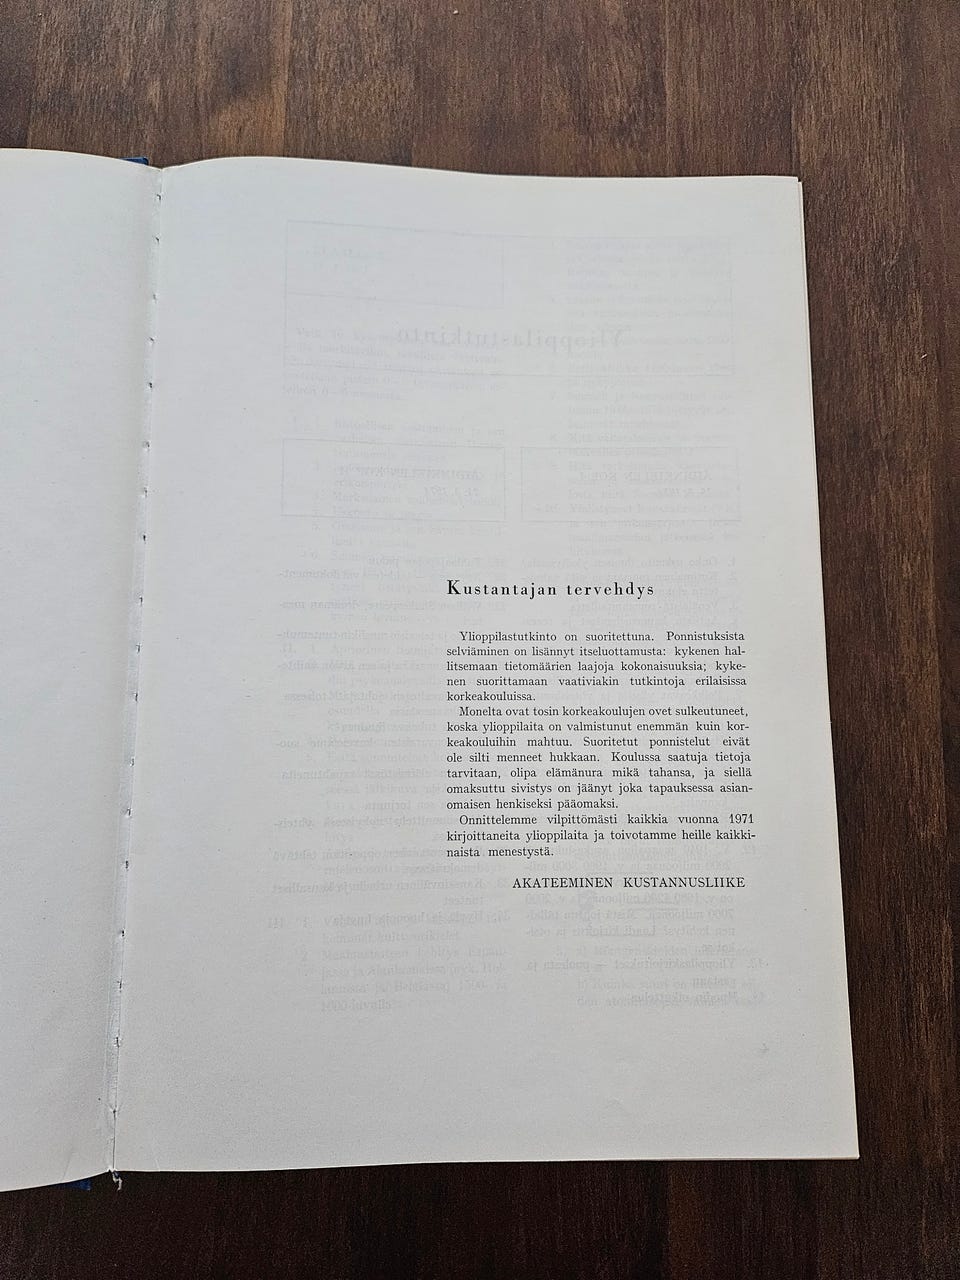 Kustantajan tervehdys
Ylioppilastutkinto on suoritettuna. Ponnistuksista
selviäminen on lisännyt itseluottamusta: kykenen hal-
litsemaan tietomäärien laajoja kokonaisuuksia; kyke-
nen suorittamaan vaativiakin tutkintoja erilaisissa
korkeakouluissa.
Monelta ovat tosin korkeakoulujen ovet sulkeutuneet,
koska ylioppilaita on valmistunut enemmän kuin kor-
keakouluihin mahtuu. Suoritetut ponnistelut eivät
ole silti menneet hukkaan. Koulussa saatuja tietoja
tarvitaan, olipa elämänura mikä tahansa, ja siellä
omaksuttu sivistys on jäänyt joka tapauksessa asian-
omaisen henkiseksi pääomaksi.
Onnittelemme vilpittömästi kaikkia vuonna 1971
kirjoittaneita ylioppilaita ja toivotamme heille kaikki-
naista menestystä.
AKATEEMINEN KUSTANNUSLIIKE